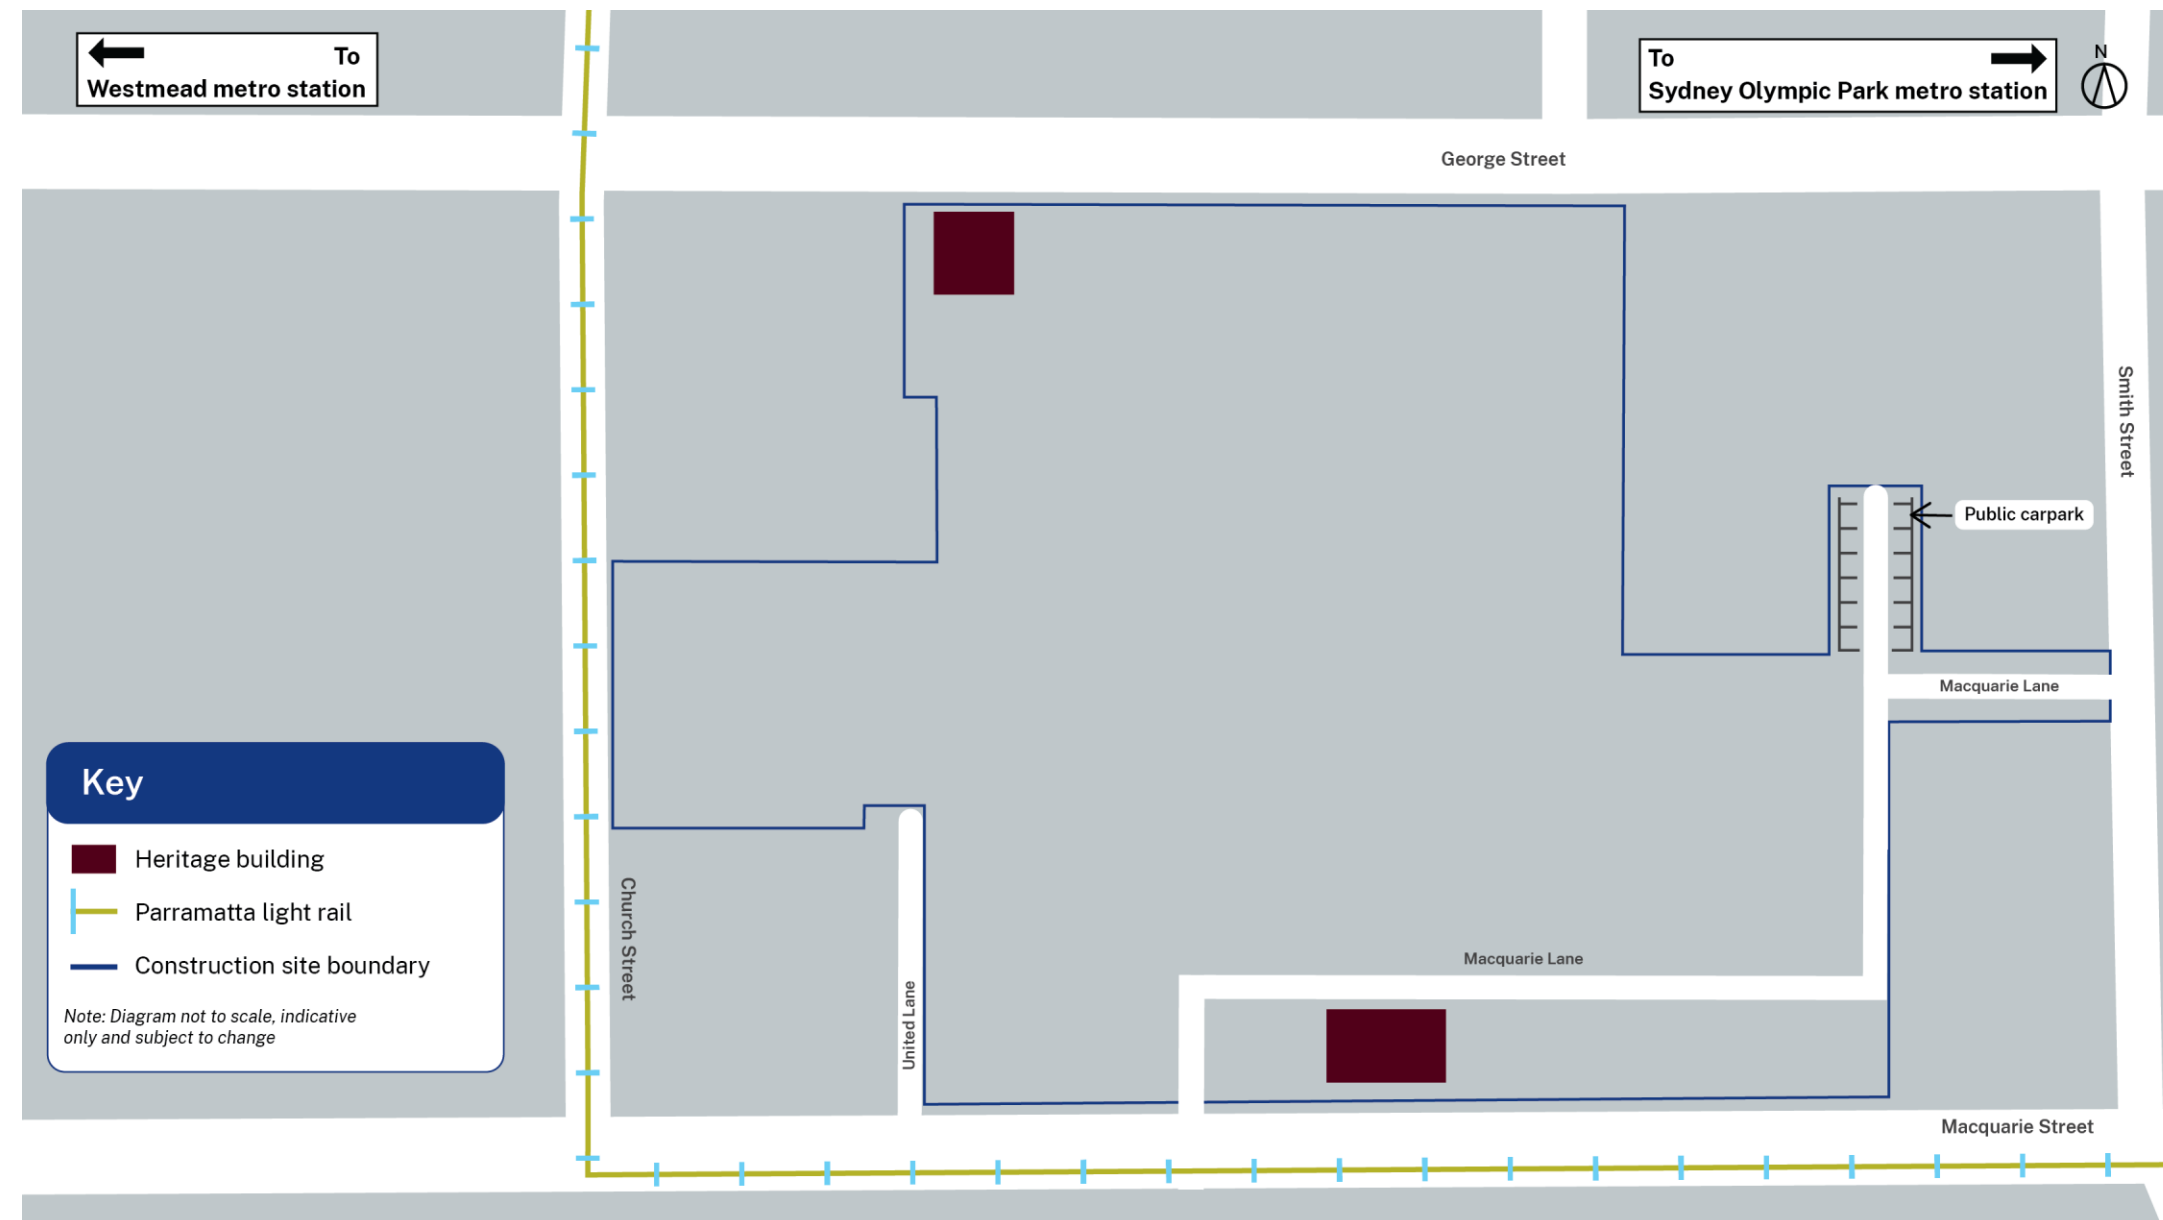 To
Westmead metro station
To
Sydney Olympic Park metro station
N
George Street
Smith Street
Public carpark
Macquarie Lane
Key
Heritage building
Parramatta light rail
Construction site boundary
Note: Diagram not to scale, indicative
only and subject to change
Church Street
United Lane
Macquarie Lane
Macquarie Street